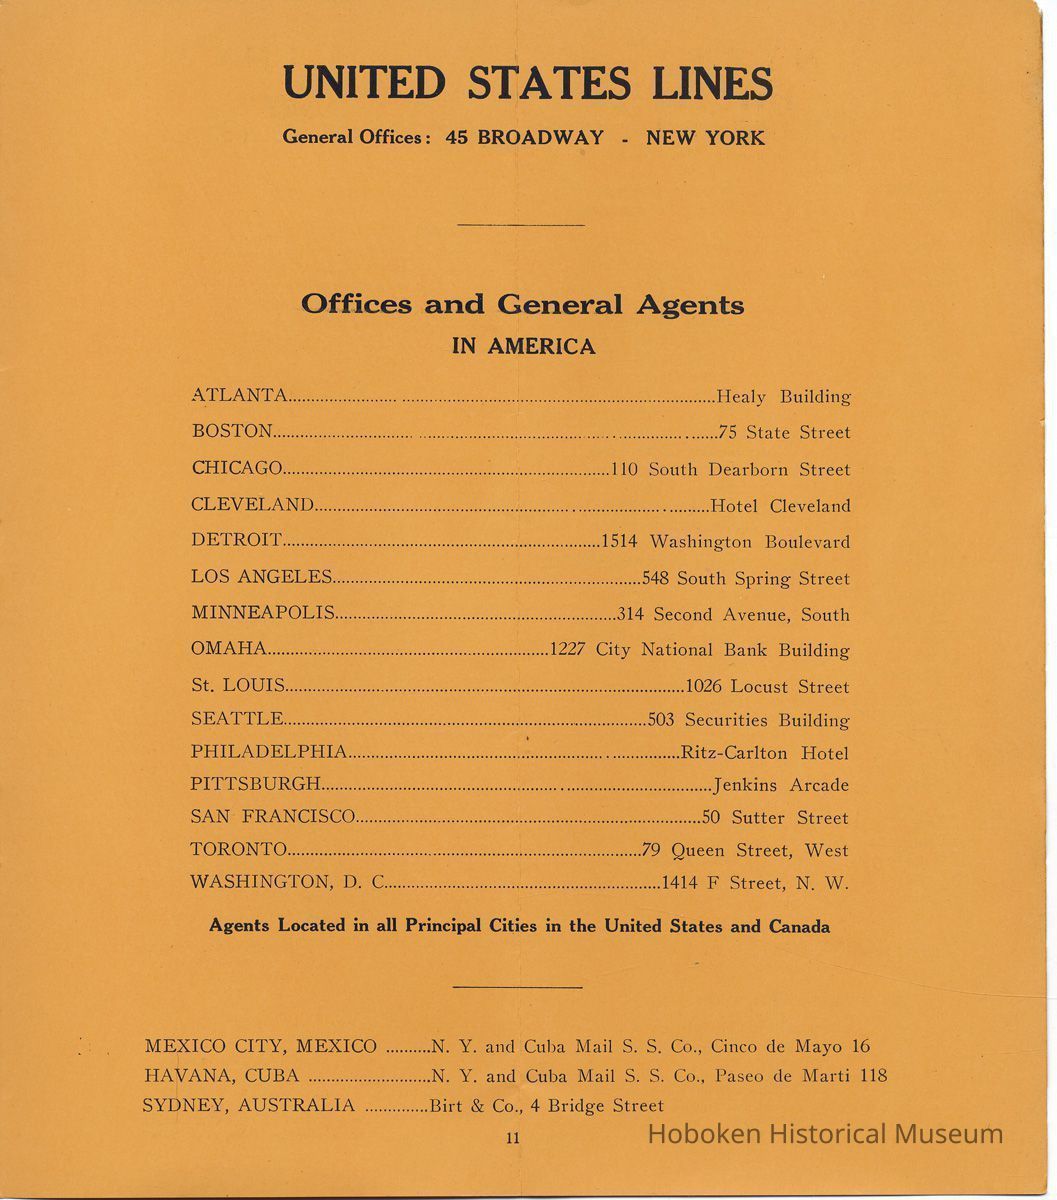 UNITED STATES LINES
General Offices: 45 BROADWAY - NEW YORK
Offices and General Agents
IN AMERICA
ATLANTA........................Healy Building
BOSTON........................75 State Street
CHICAGO........................110 South Dearborn Street
CLEVELAND........................Hotel Cleveland
DETROIT........................1514 Washington Boulevard
LOS ANGELES........................548 South Spring Street
MINNEAPOLIS........................314 Second Avenue, South
OMAHA........................1227 City National Bank Building
St. LOUIS........................1026 Locust Street
SEATTLE........................503 Securities Building
PHILADELPHIA........................Ritz-Carlton Hotel
PITTSBURGH........................Jenkins Arcade
SAN FRANCISCO........................50 Sutter Street
TORONTO........................79 Queen Street, West
WASHINGTON, D. C........................1414 F Street, N. W.
Agents Located in all Principal Cities in the United States and Canada
MEXICO CITY, MEXICO ..........N. Y. and Cuba Mail S. S. Co., Cinco de Mayo 16
HAVANA, CUBA ..........................N. Y. and Cuba Mail S. S. Co., Paseo de Marti 118
SYDNEY, AUSTRALIA ..............Birt & Co., 4 Bridge Street
11
Hoboken Historical Museum